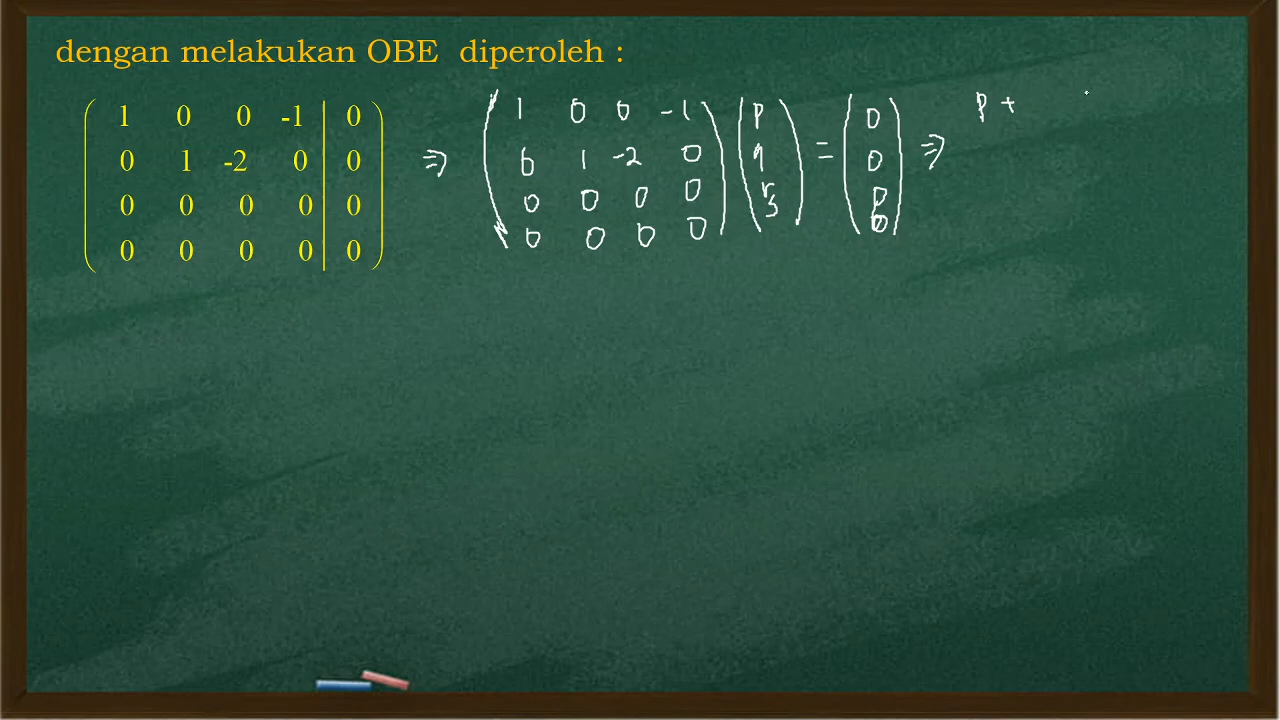 dengan melakukan OBE diperoleh :
1 0 0 -1 | 0 1 0 0 -1 p 0 p +
0 1 -2 0 | 0 ⇒ 0 1 -2 0 q = 0 ⇒
0 0 0 0 | 0 0 0 0 0 r 0
0 0 0 0 | 0 0 0 0 0 s 0